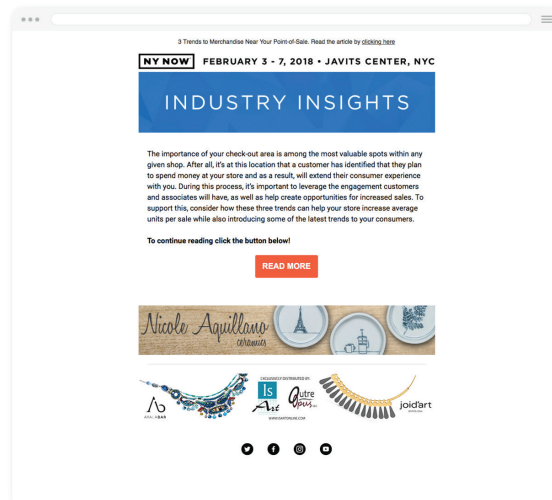 3 Trends to Merchandise Near Your Point-of-Sale. Read the article by clicking here
NY NOW FEBRUARY 3 - 7, 2018 • JAVITS CENTER, NYC
INDUSTRY INSIGHTS
The importance of your check-out area is among the most valuable spots within any
given shop. After all, it's at this location that a customer has identified that they plan
to spend money at your store and as a result, will extend their consumer experience
with you. During this process, it's important to leverage the engagement customers
and associates will have, as well as help create opportunities for increased sales. To
support this, consider how these three trends can help your store increase average
units per sale while also introducing some of the latest trends to your consumers.
To continue reading click the button below!
READ MORE
Nicole Aquillano
ceramics
AYALA BAR
EXCLUSIVELY DISTRIBUTED BY:
Is Art
Outre Opus
WWW.ISARTONLINE.COM
joid'art